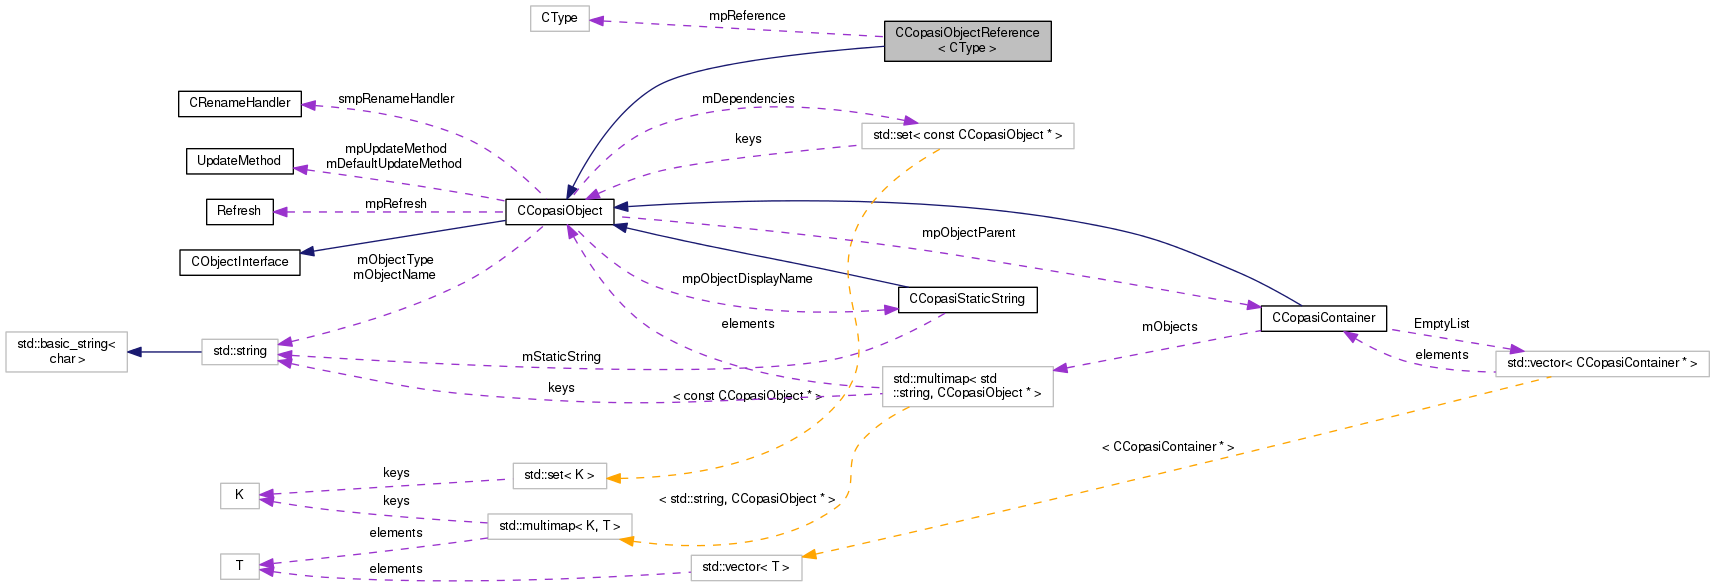 CType
mpReference
CCopasiObjectReference
< CType >
CRenameHandler
smpRenameHandler
mDependencies
std::set< const CCopasiObject * >
keys
UpdateMethod
mpUpdateMethod
mDefaultUpdateMethod
Refresh
mpRefresh
CCopasiObject
CObjectInterface
mpObjectParent
mObjectType
mObjectName
mpObjectDisplayName
CCopasiStaticString
CCopasiContainer
elements
mObjects
EmptyList
std::basic_string<
char >
std::string
mStaticString
elements
std::vector< CCopasiContainer * >
keys
< const CCopasiObject * >
std::multimap< std
::string, CCopasiObject * >
< CCopasiContainer * >
keys
std::set< K >
K
keys
< std::string, CCopasiObject * >
std::multimap< K, T >
elements
T
elements
std::vector< T >